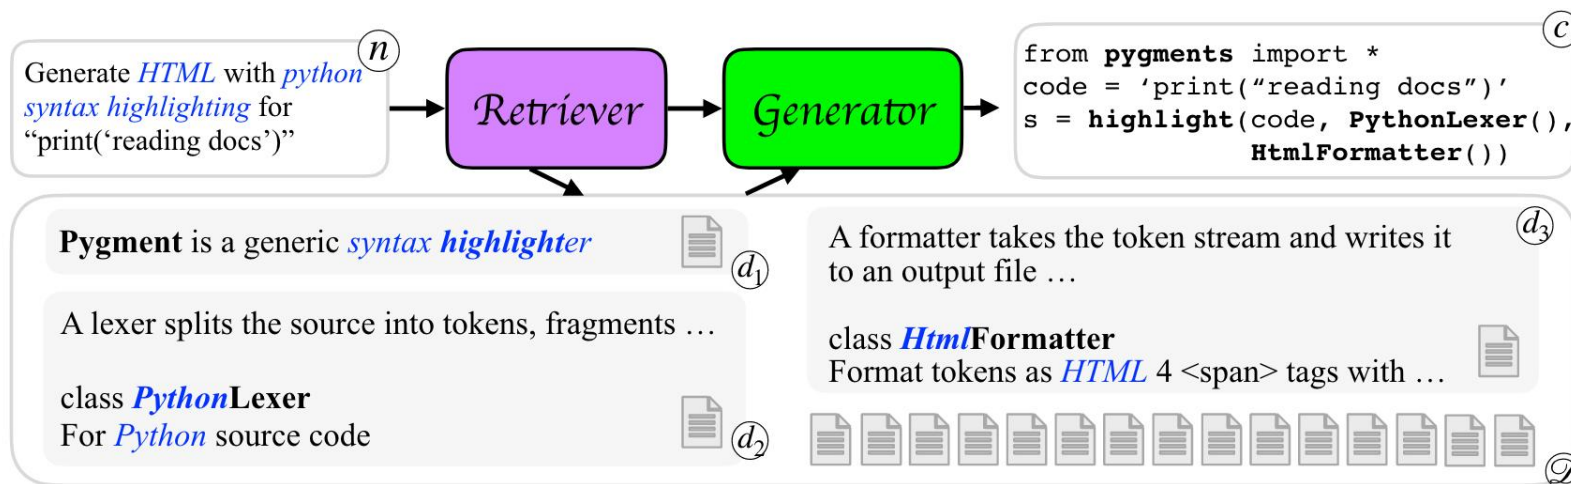 n
Generate HTML with python
syntax highlighting for
“print(‘reading docs’)”
Retriever
Generator
c
from pygments import *
code = ‘print(“reading docs”)’
s = highlight(code, PythonLexer(),
HtmlFormatter())
Pygment is a generic syntax highlighter
d1
A lexer splits the source into tokens, fragments …
class PythonLexer
For Python source code
d2
A formatter takes the token stream and writes it
to an output file …
d3
class HtmlFormatter
Format tokens as HTML 4 <span> tags with …
𝒟